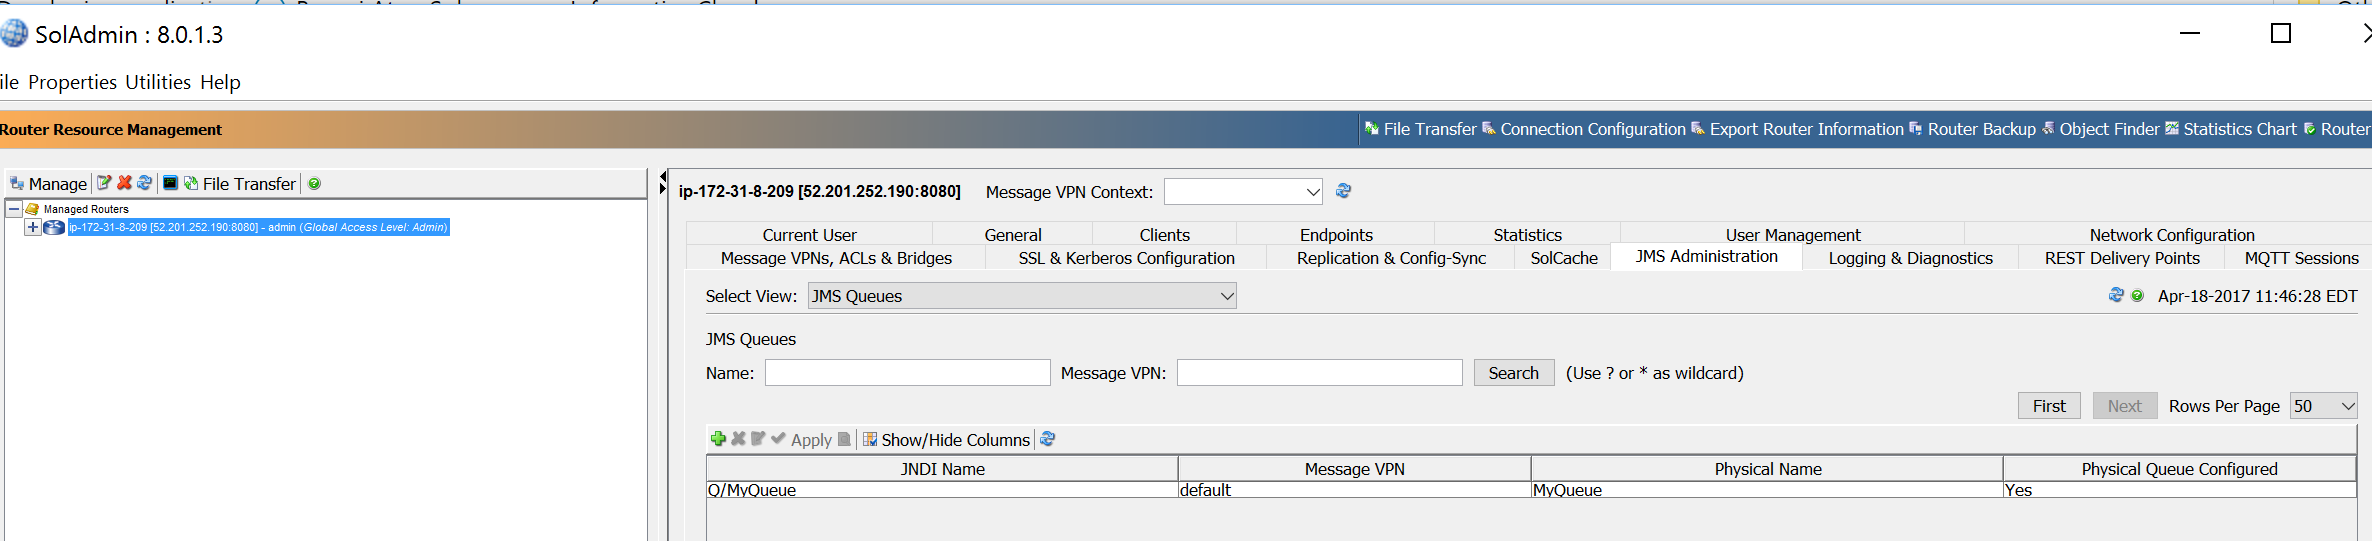 SolAdmin : 8.0.1.3
ile Properties Utilities Help
Router Resource Management
File Transfer Connection Configuration Export Router Information Router Backup Object Finder Statistics Chart Router
Manage File Transfer
Managed Routers
ip-172-31-8-209 [52.201.252.190:8080] - admin (Global Access Level: Admin)
ip-172-31-8-209 [52.201.252.190:8080] Message VPN Context:
Current User General Clients Endpoints Statistics User Management Network Configuration
Message VPNs, ACLs & Bridges SSL & Kerberos Configuration Replication & Config-Sync SolCache JMS Administration Logging & Diagnostics REST Delivery Points MQTT Sessions
Select View: JMS Queues Apr-18-2017 11:46:28 EDT
JMS Queues
Name: Message VPN: Search (Use ? or * as wildcard)
First Next Rows Per Page 50
Apply Show/Hide Columns
JNDI Name Message VPN Physical Name Physical Queue Configured
Q/MyQueue default MyQueue Yes